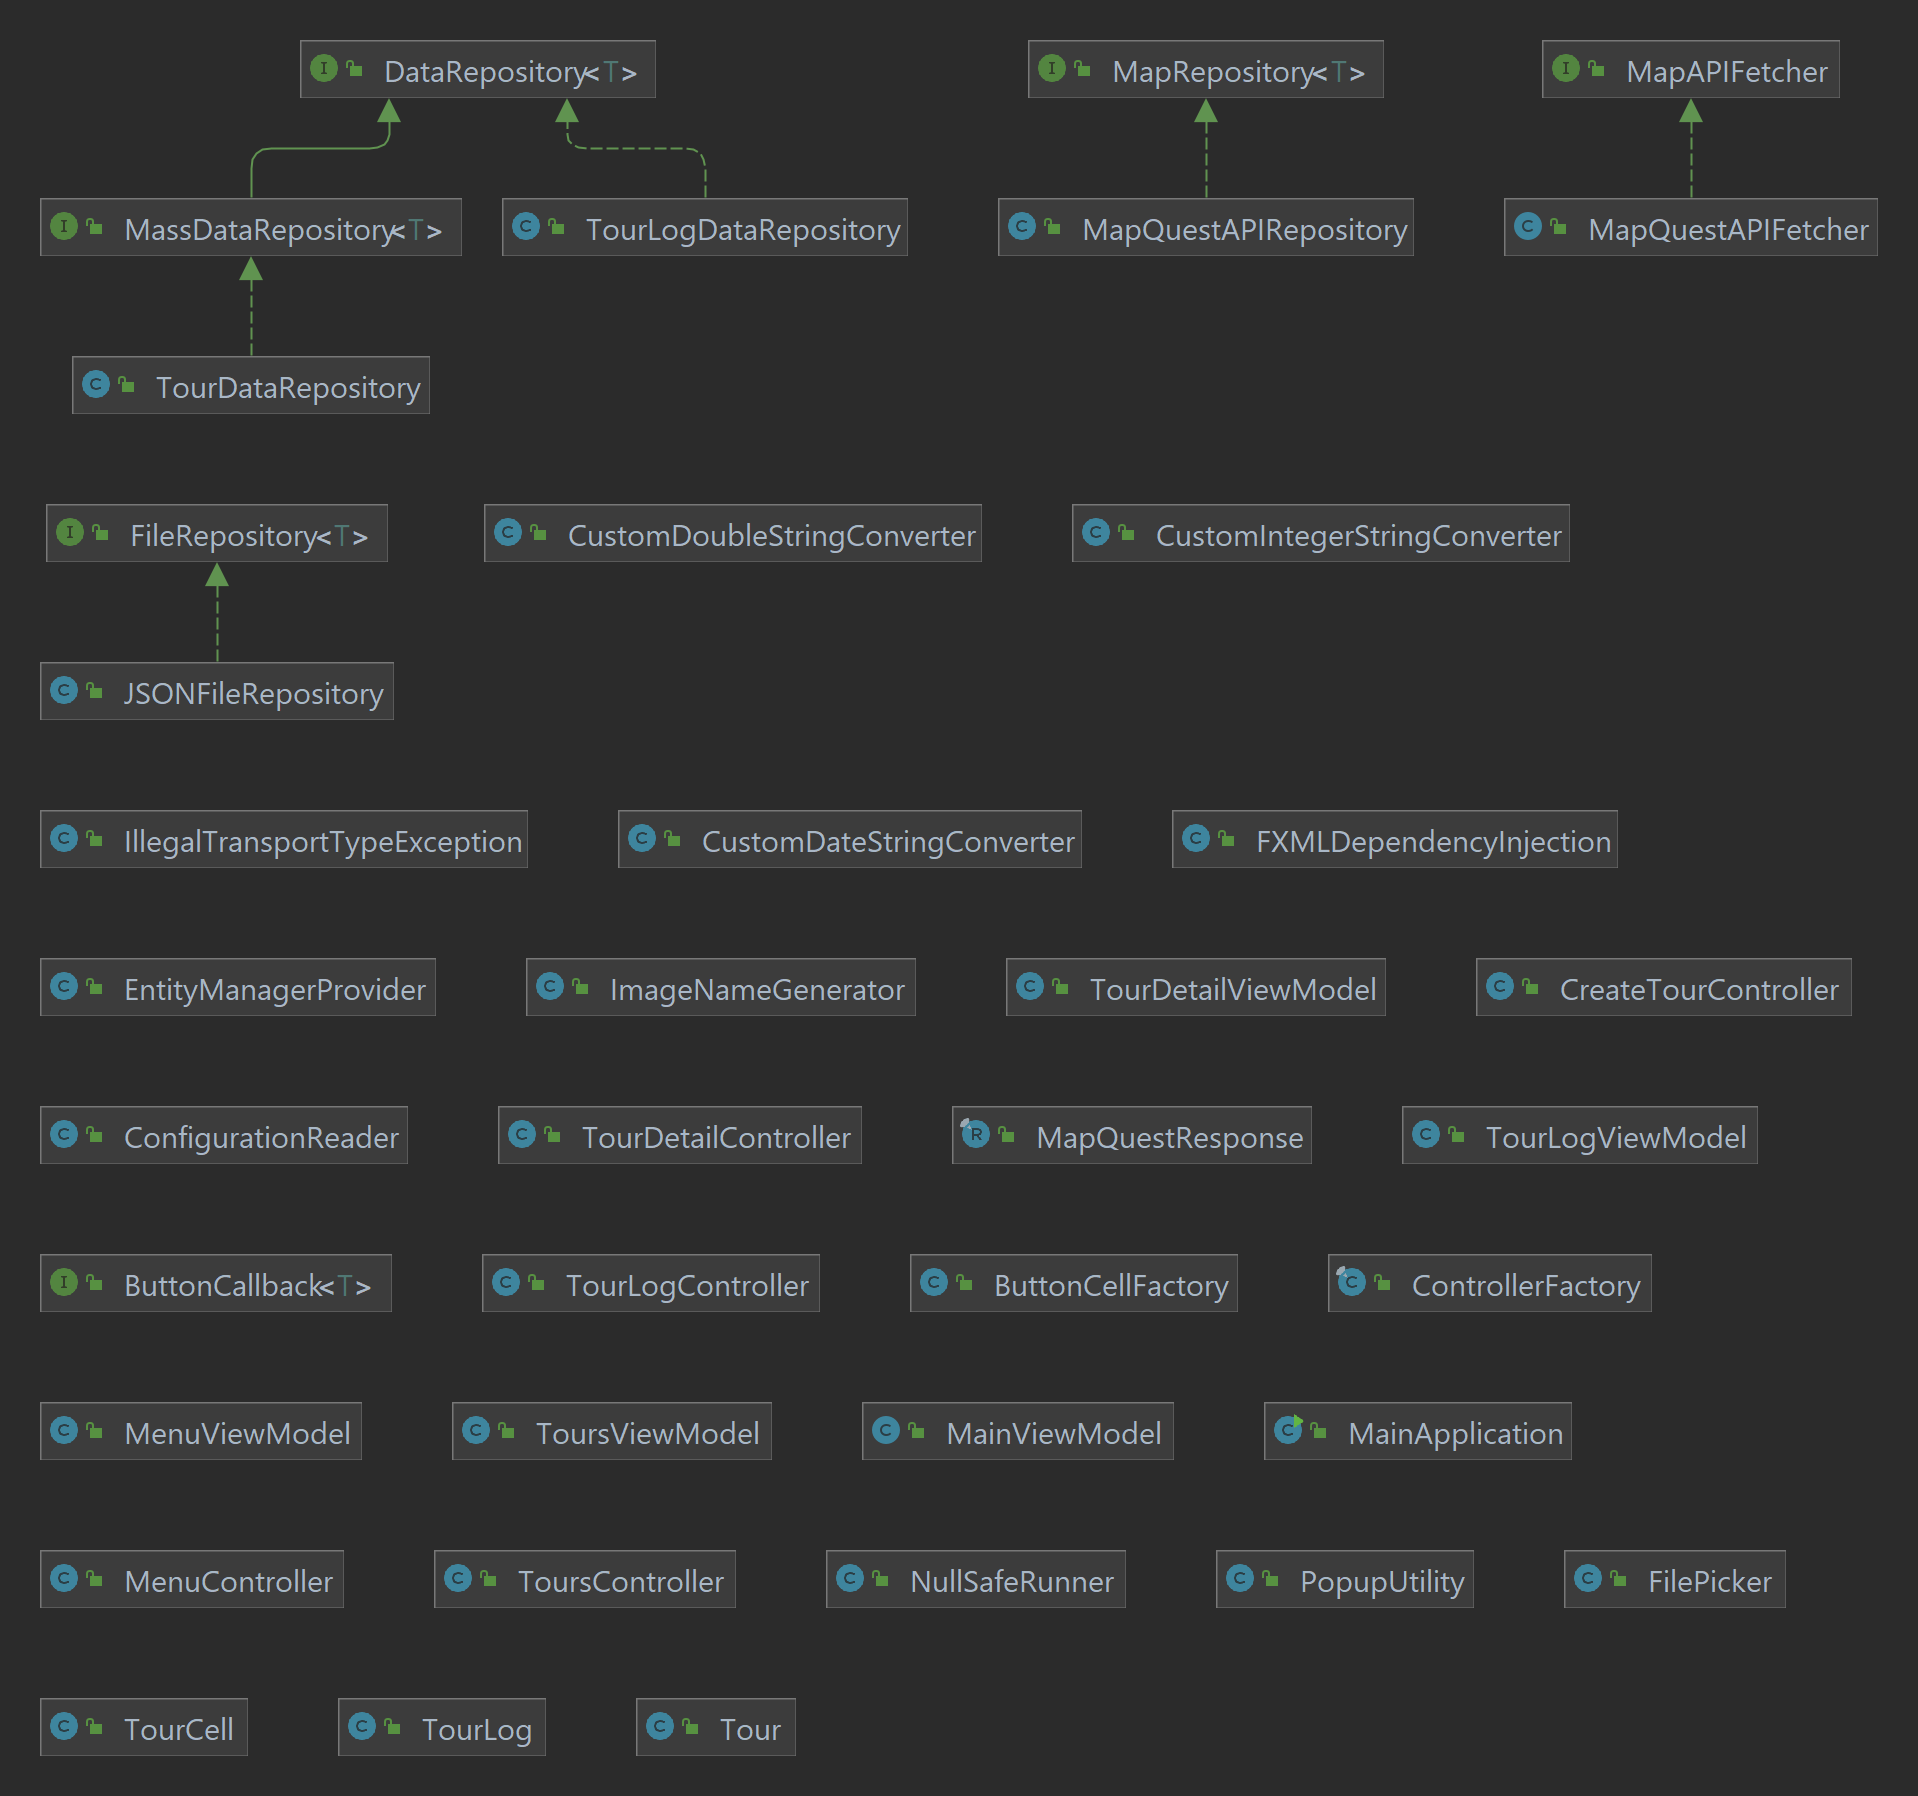 I DataRepository<T>
I MapRepository<T>
I MapAPIFetcher
I MassDataRepository<T>
C TourLogDataRepository
C MapQuestAPIRepository
C MapQuestAPIFetcher
C TourDataRepository
I FileRepository<T>
C CustomDoubleStringConverter
C CustomIntegerStringConverter
C JSONFileRepository
C IllegalTransportTypeException
C CustomDateStringConverter
C FXMLDependencyInjection
C EntityManagerProvider
C ImageNameGenerator
C TourDetailViewModel
C CreateTourController
C ConfigurationReader
C TourDetailController
R MapQuestResponse
C TourLogViewModel
I ButtonCallback<T>
C TourLogController
C ButtonCellFactory
C ControllerFactory
C MenuViewModel
C ToursViewModel
C MainViewModel
C MainApplication
C MenuController
C ToursController
C NullSafeRunner
C PopupUtility
C FilePicker
C TourCell
C TourLog
C Tour